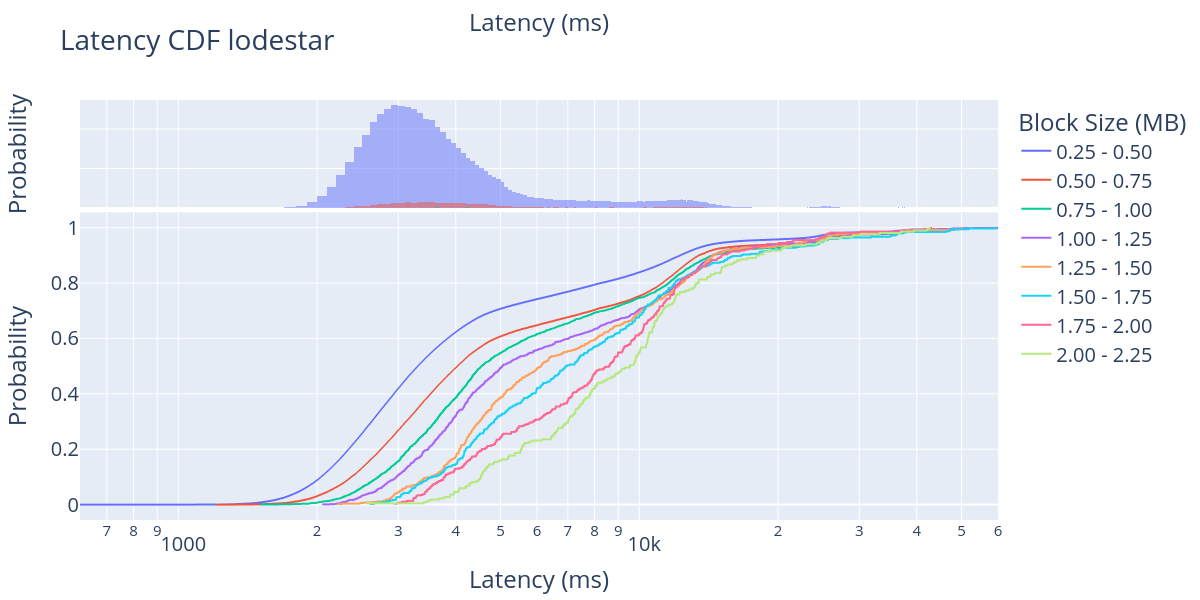 Latency (ms)
Latency CDF lodestar
Probability
Block Size (MB)
0.25 - 0.50
0.50 - 0.75
0.75 - 1.00
1.00 - 1.25
1.25 - 1.50
1.50 - 1.75
1.75 - 2.00
2.00 - 2.25
Probability
1
0.8
0.6
0.4
0.2
0
7 8 9 1000 2 3 4 5 6 7 8 9 10k 2 3 4 5 6
Latency (ms)